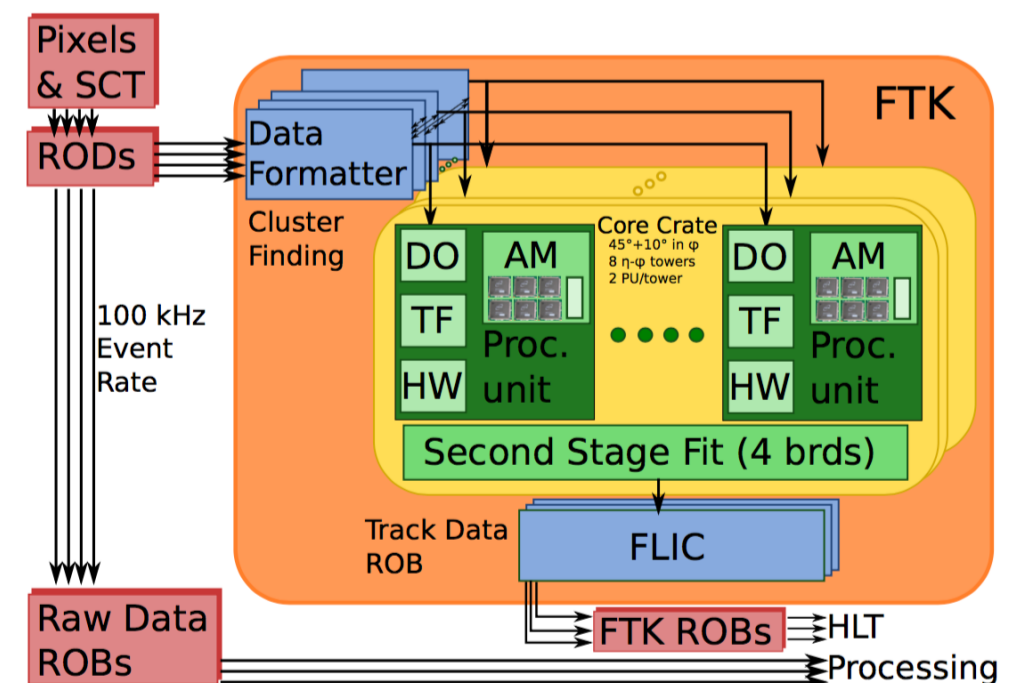 Pixels
& SCT
RODs
FTK
Data
Formatter
Cluster
Finding
100 kHz
Event
Rate
Core Crate
45°+10° in φ
8 η-φ towers
2 PU/tower
DO
AM
TF
HW
Proc.
unit
DO
AM
TF
HW
Proc.
unit
Second Stage Fit (4 brds)
Track Data
ROB
FLIC
Raw Data
ROBs
FTK ROBs
HLT
Processing